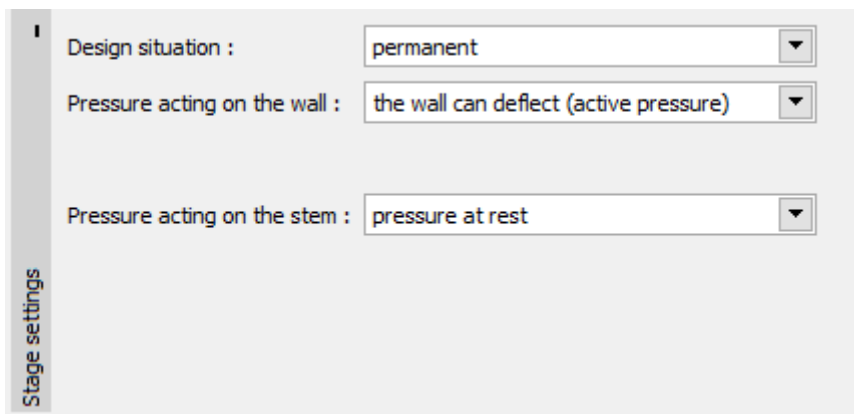 Design situation : permanent
Pressure acting on the wall : the wall can deflect (active pressure)
Pressure acting on the stem : pressure at rest
Stage settings